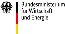 Bundesministerium
für Wirtschaft
und Energie